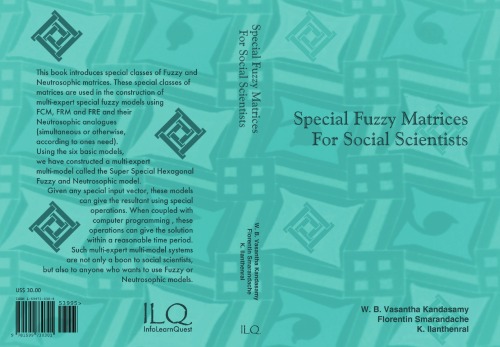 This book introduces special classes of Fuzzy and
Neutrosophic matrices. These special classes of
matrices are used in the construction of
multi-expert special fuzzy models using
FCM, FRM and FRE and their
Neutrosophic analogues
(simultaneous or otherwise,
according to ones need).
Using the six basic models,
we have constructed a multi-expert
multi-model called the Super Special Hexagonal
Fuzzy and Neutrosophic model.
Given any special input vector, these models
can give the resultant using special
operations. When coupled with
computer programming , these
operations can give the solution
within a reasonable time period.
Such multi-expert multi-model systems
are not only a boon to social scientists,
but also to anyone who wants to use Fuzzy or
Neutrosophic models.
53995>
ILQ
InfoLearnQuest
Special Fuzzy Matrices
For Social Scientists
W. B. Vasantha Kandasamy
Florentin Smarandache
K. Ilanthenral
ILQ
Special Fuzzy Matrices
For Social Scientists
W. B. Vasantha Kandasamy
Florentin Smarandache
K. Ilanthenral